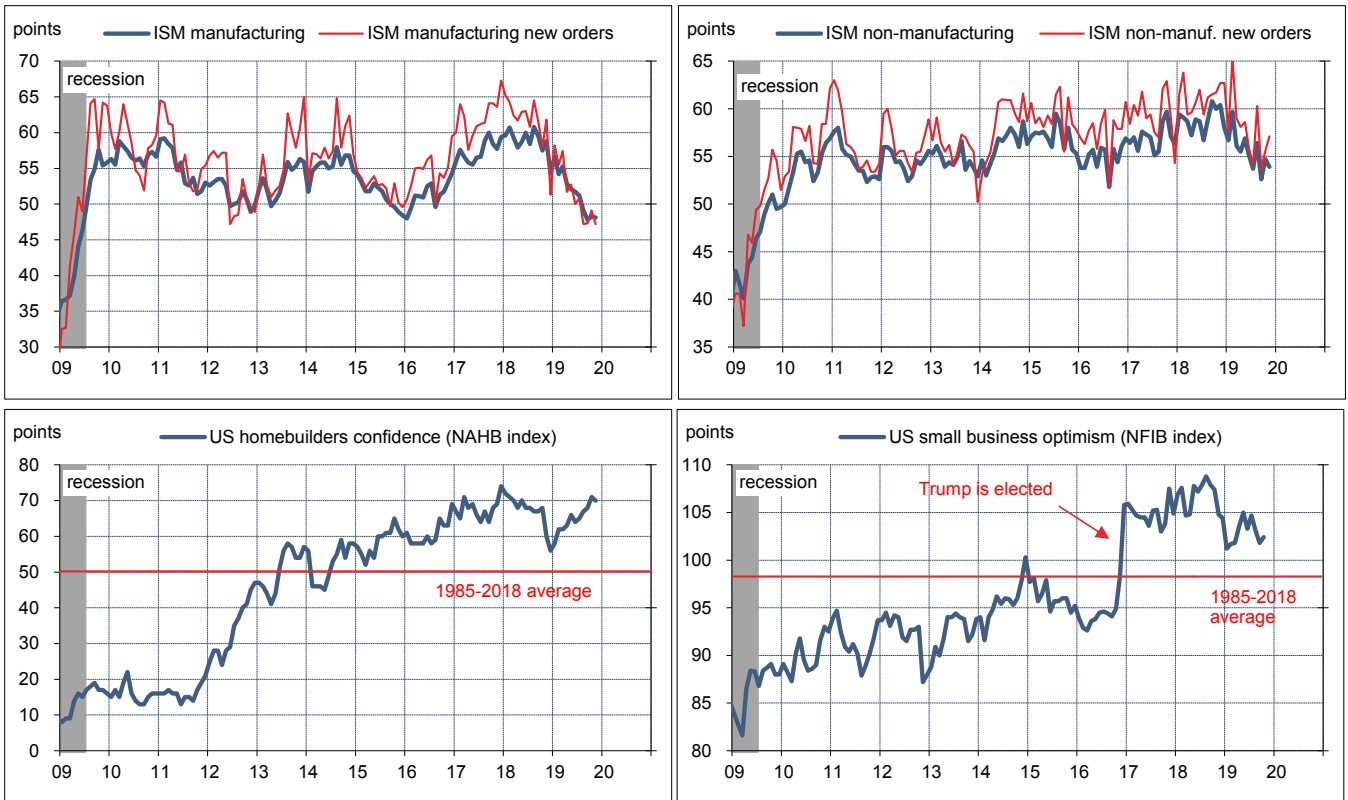 points
ISM manufacturing
ISM manufacturing new orders
70
65
60
55
50
45
40
35
30
recession
09 10 11 12 13 14 15 16 17 18 19 20
points
ISM non-manufacturing
ISM non-manuf. new orders
65
60
55
50
45
40
35
recession
09 10 11 12 13 14 15 16 17 18 19 20
points
US homebuilders confidence (NAHB index)
80
70
60
50
40
30
20
10
0
recession
1985-2018 average
09 10 11 12 13 14 15 16 17 18 19 20
points
US small business optimism (NFIB index)
110
105
100
95
90
85
80
recession
Trump is elected
1985-2018
average
09 10 11 12 13 14 15 16 17 18 19 20